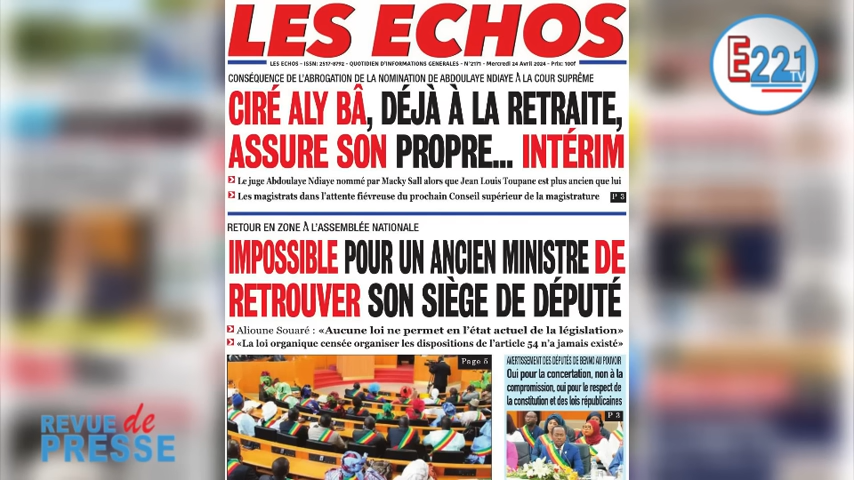 LES ECHOS
LES ECHOS - ISSN: 2517-8792 - QUOTIDIEN D'INFORMATIONS GENERALES - N°2171 - Mercredi 24 Avril 2024 - Prix: 100f
CONSÉQUENCE DE L'ABROGATION DE LA NOMINATION DE ABDOULAYE NDIAYE À LA COUR SUPRÊME
CIRÉ ALY BÂ, DÉJÀ À LA RETRAITE,
ASSURE SON PROPRE... INTÉRIM
Le juge Abdoulaye Ndiaye nommé par Macky Sall alors que Jean Louis Toupane est plus ancien que lui
Les magistrats dans l'attente fiévreuse du prochain Conseil supérieur de la magistrature P 3
RETOUR EN ZONE À L'ASSEMBLÉE NATIONALE
IMPOSSIBLE POUR UN ANCIEN MINISTRE DE
RETROUVER SON SIÈGE DE DÉPUTÉ
Alioune Souaré : «Aucune loi ne permet en l'état actuel de la législation»
«La loi organique censée organiser les dispositions de l'article 54 n'a jamais existé»
Page 5
AVERTISSEMENT DES DÉPUTÉS DE BENNO AU PIXIVOIR
Oui pour la concertation, non à la
compromission, oui pour le respect de
la constitution et des lois républicaines
P 3
E221
TV
REVUE de
PRESSE